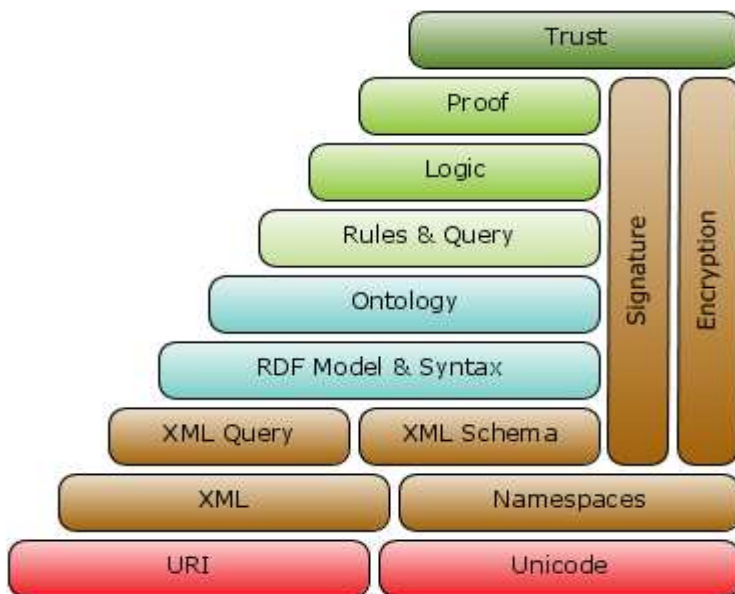 Trust
Proof
Logic
Rules & Query
Ontology
RDF Model & Syntax
XML Query
XML Schema
Signature
Encryption
XML
Namespaces
URI
Unicode